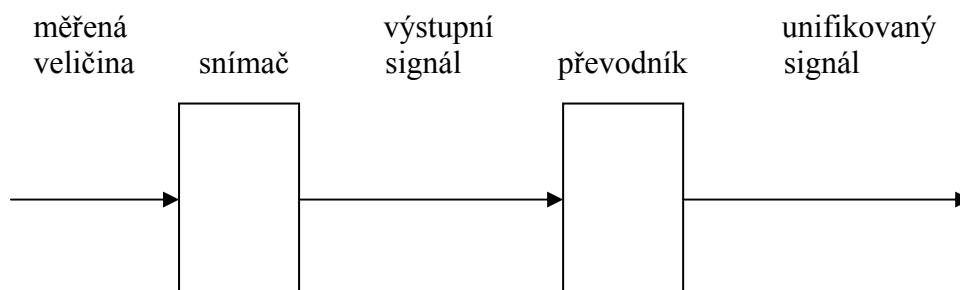 měřená
veličina
snímač
výstupní
signál
převodník
unifikovaný
signál